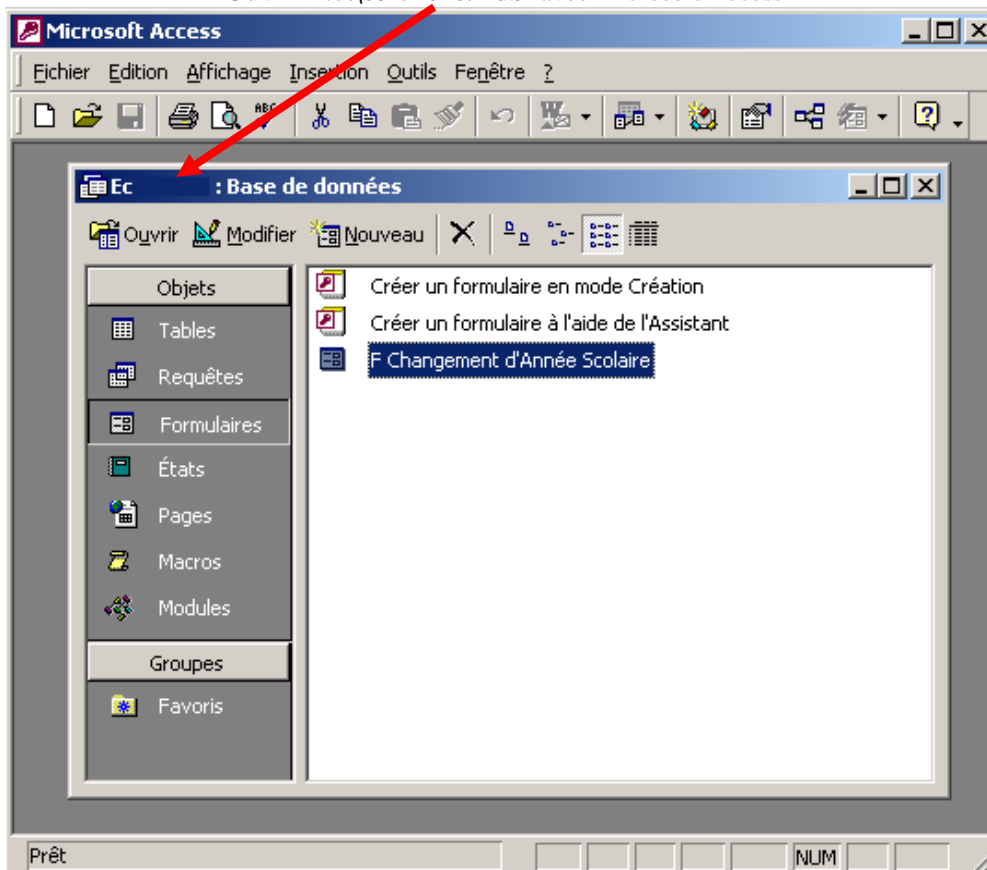 Microsoft Access
Fichier Edition Affichage Insertion Outils Fenêtre ?
Ec : Base de données
Ouvrir Modifier Nouveau
Objets
Tables
Requêtes
Formulaires
États
Pages
Macros
Modules
Groupes
Favoris
Créer un formulaire en mode Création
Créer un formulaire à l'aide de l'Assistant
F Changement d'Année Scolaire
Prêt
NUM